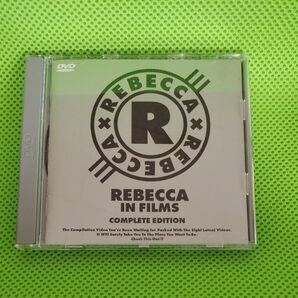 DVD
REBECCA
R
REBECCA
REBECCA
IN FILMS
COMPLETE EDITION
The Compilation Video You've Been Waiting for Packed With The Eight Latest Videos.
It Will Surely Take You To The Place You Want To Be.
Check This Out!!